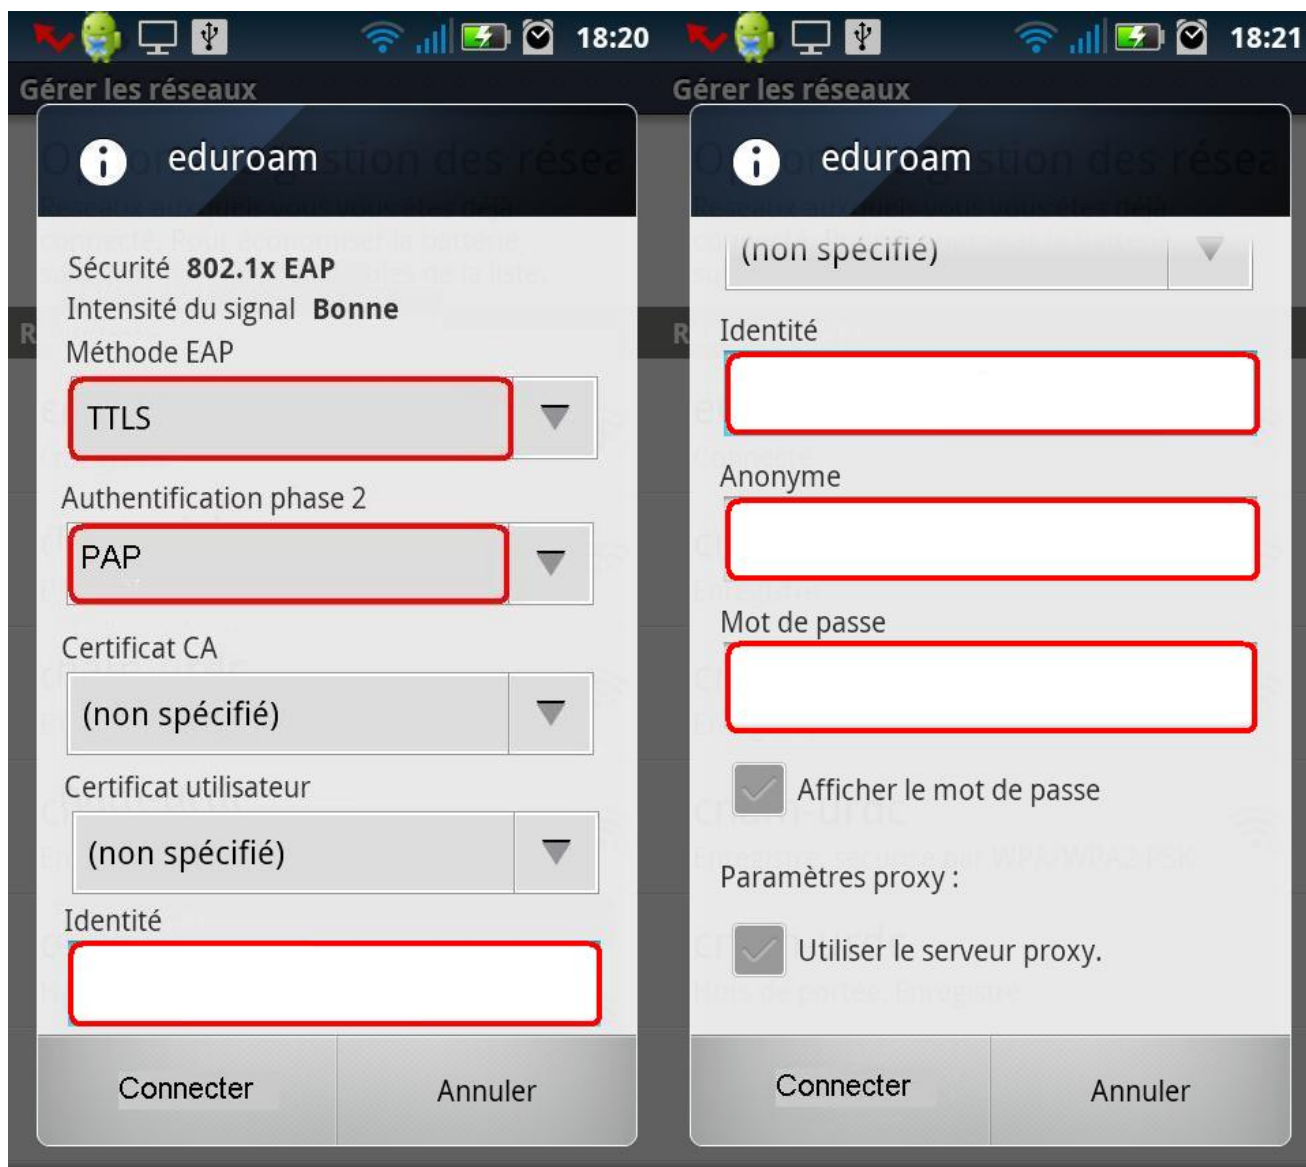 18:20
Gérer les réseaux
eduroam
Sécurité 802.1x EAP
Intensité du signal Bonne
Méthode EAP
TTLS
Authentification phase 2
PAP
Certificat CA
(non spécifié)
Certificat utilisateur
(non spécifié)
Identité
Connecter Annuler
18:21
Gérer les réseaux
eduroam
(non spécifié)
Identité
Anonyme
Mot de passe
Afficher le mot de passe
Paramètres proxy :
Utiliser le serveur proxy.
Connecter Annuler